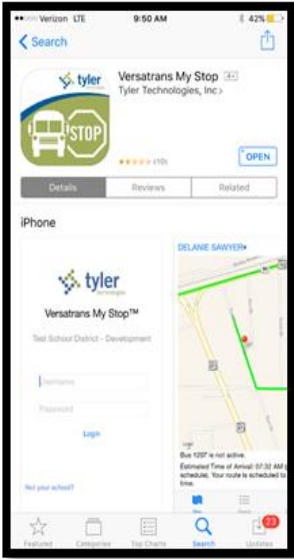 Verizon LTE 9:50 AM 42%
Search
tyler
STOP
Versatrans My Stop 4+
Tyler Technologies, Inc >
(10)
OPEN
Details Reviews Related
iPhone
tyler
technologies
Versatrans My Stop™
Test School District - Development
Username
Password
Login
Not your school?
DELANIE SAWYER
Bus 1207 is not active.
Estimated Time of Arrival: 07:32 AM
schedule). Your route is scheduled to
time.
Featured Categories Top Charts Search Updates
23